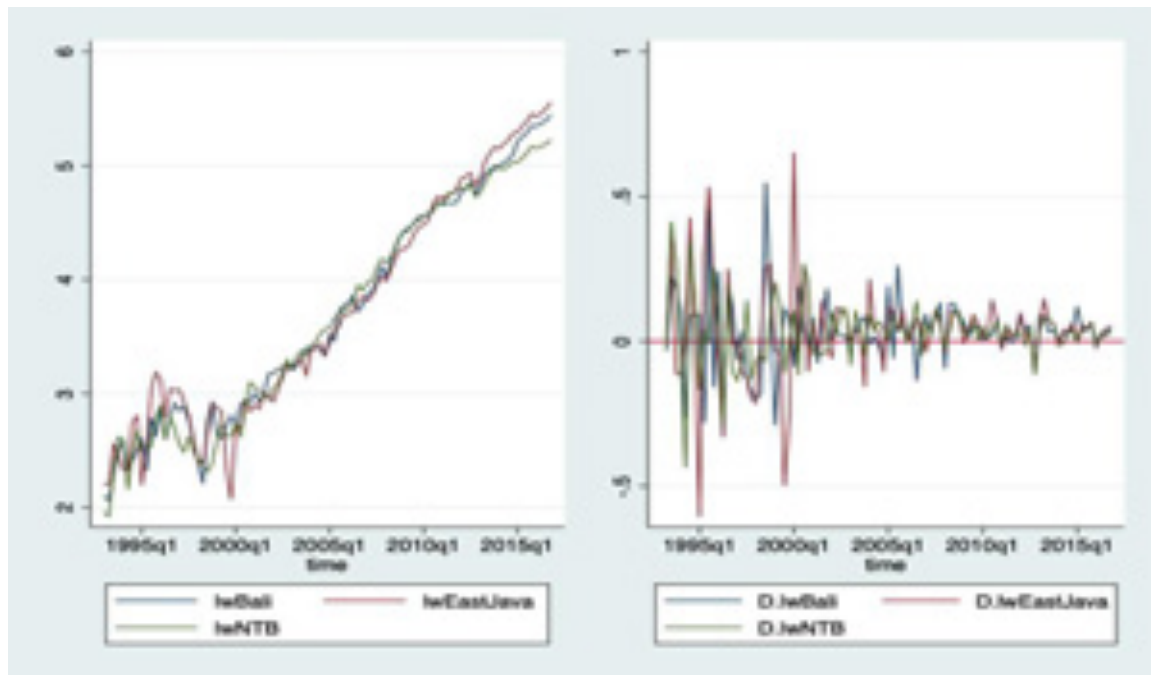 6
5
4
3
2
1995q1 2000q1 2005q1 2010q1 2015q1
time
lwBali lwEastJava
lwNTB
1
.5
0
-.5
1995q1 2000q1 2005q1 2010q1 2015q1
time
D.lwBali D.lwEastJava
D.lwNTB